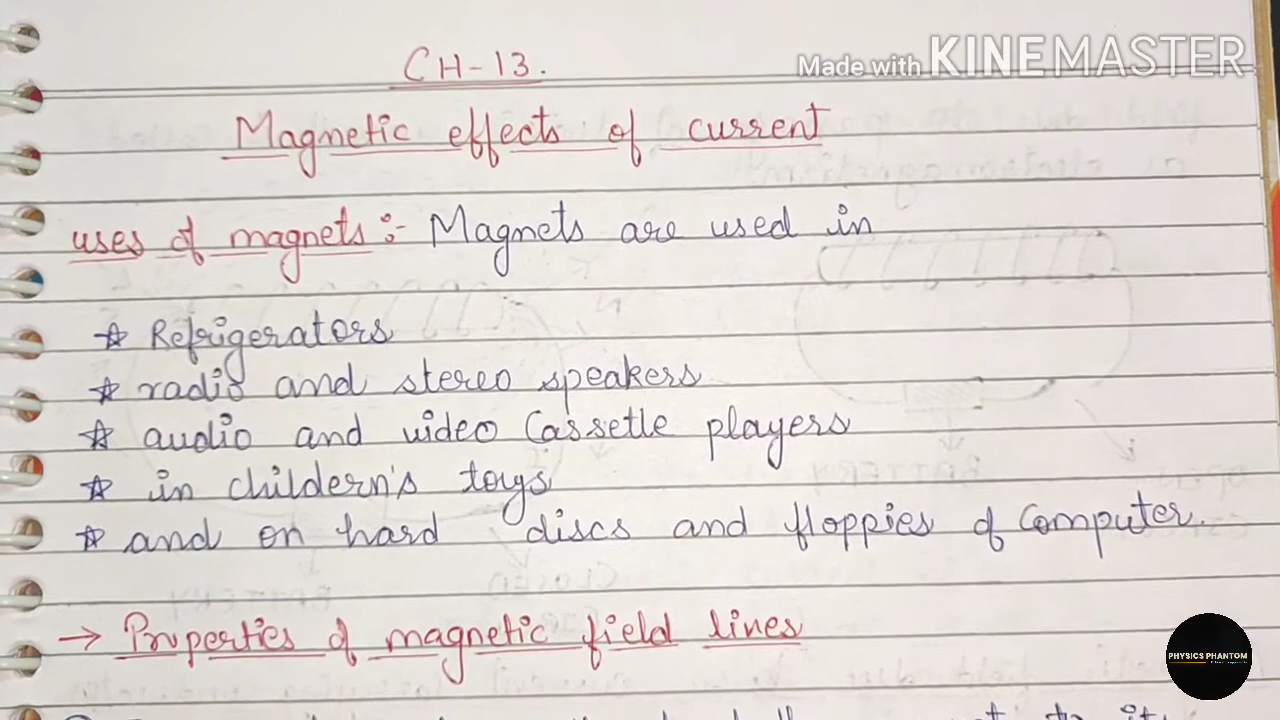 CH-13.
Made with KINEMASTER
Magnetic effects of current
uses of magnets :- Magnets are used in
☆ Refrigerators
☆ radio and stereo speakers
☆ audio and video Cassette players
☆ in childern's toys
☆ and on hard discs and floppies of Computer.
→ Properties of magnetic field lines
PHYSICS PHANTOM